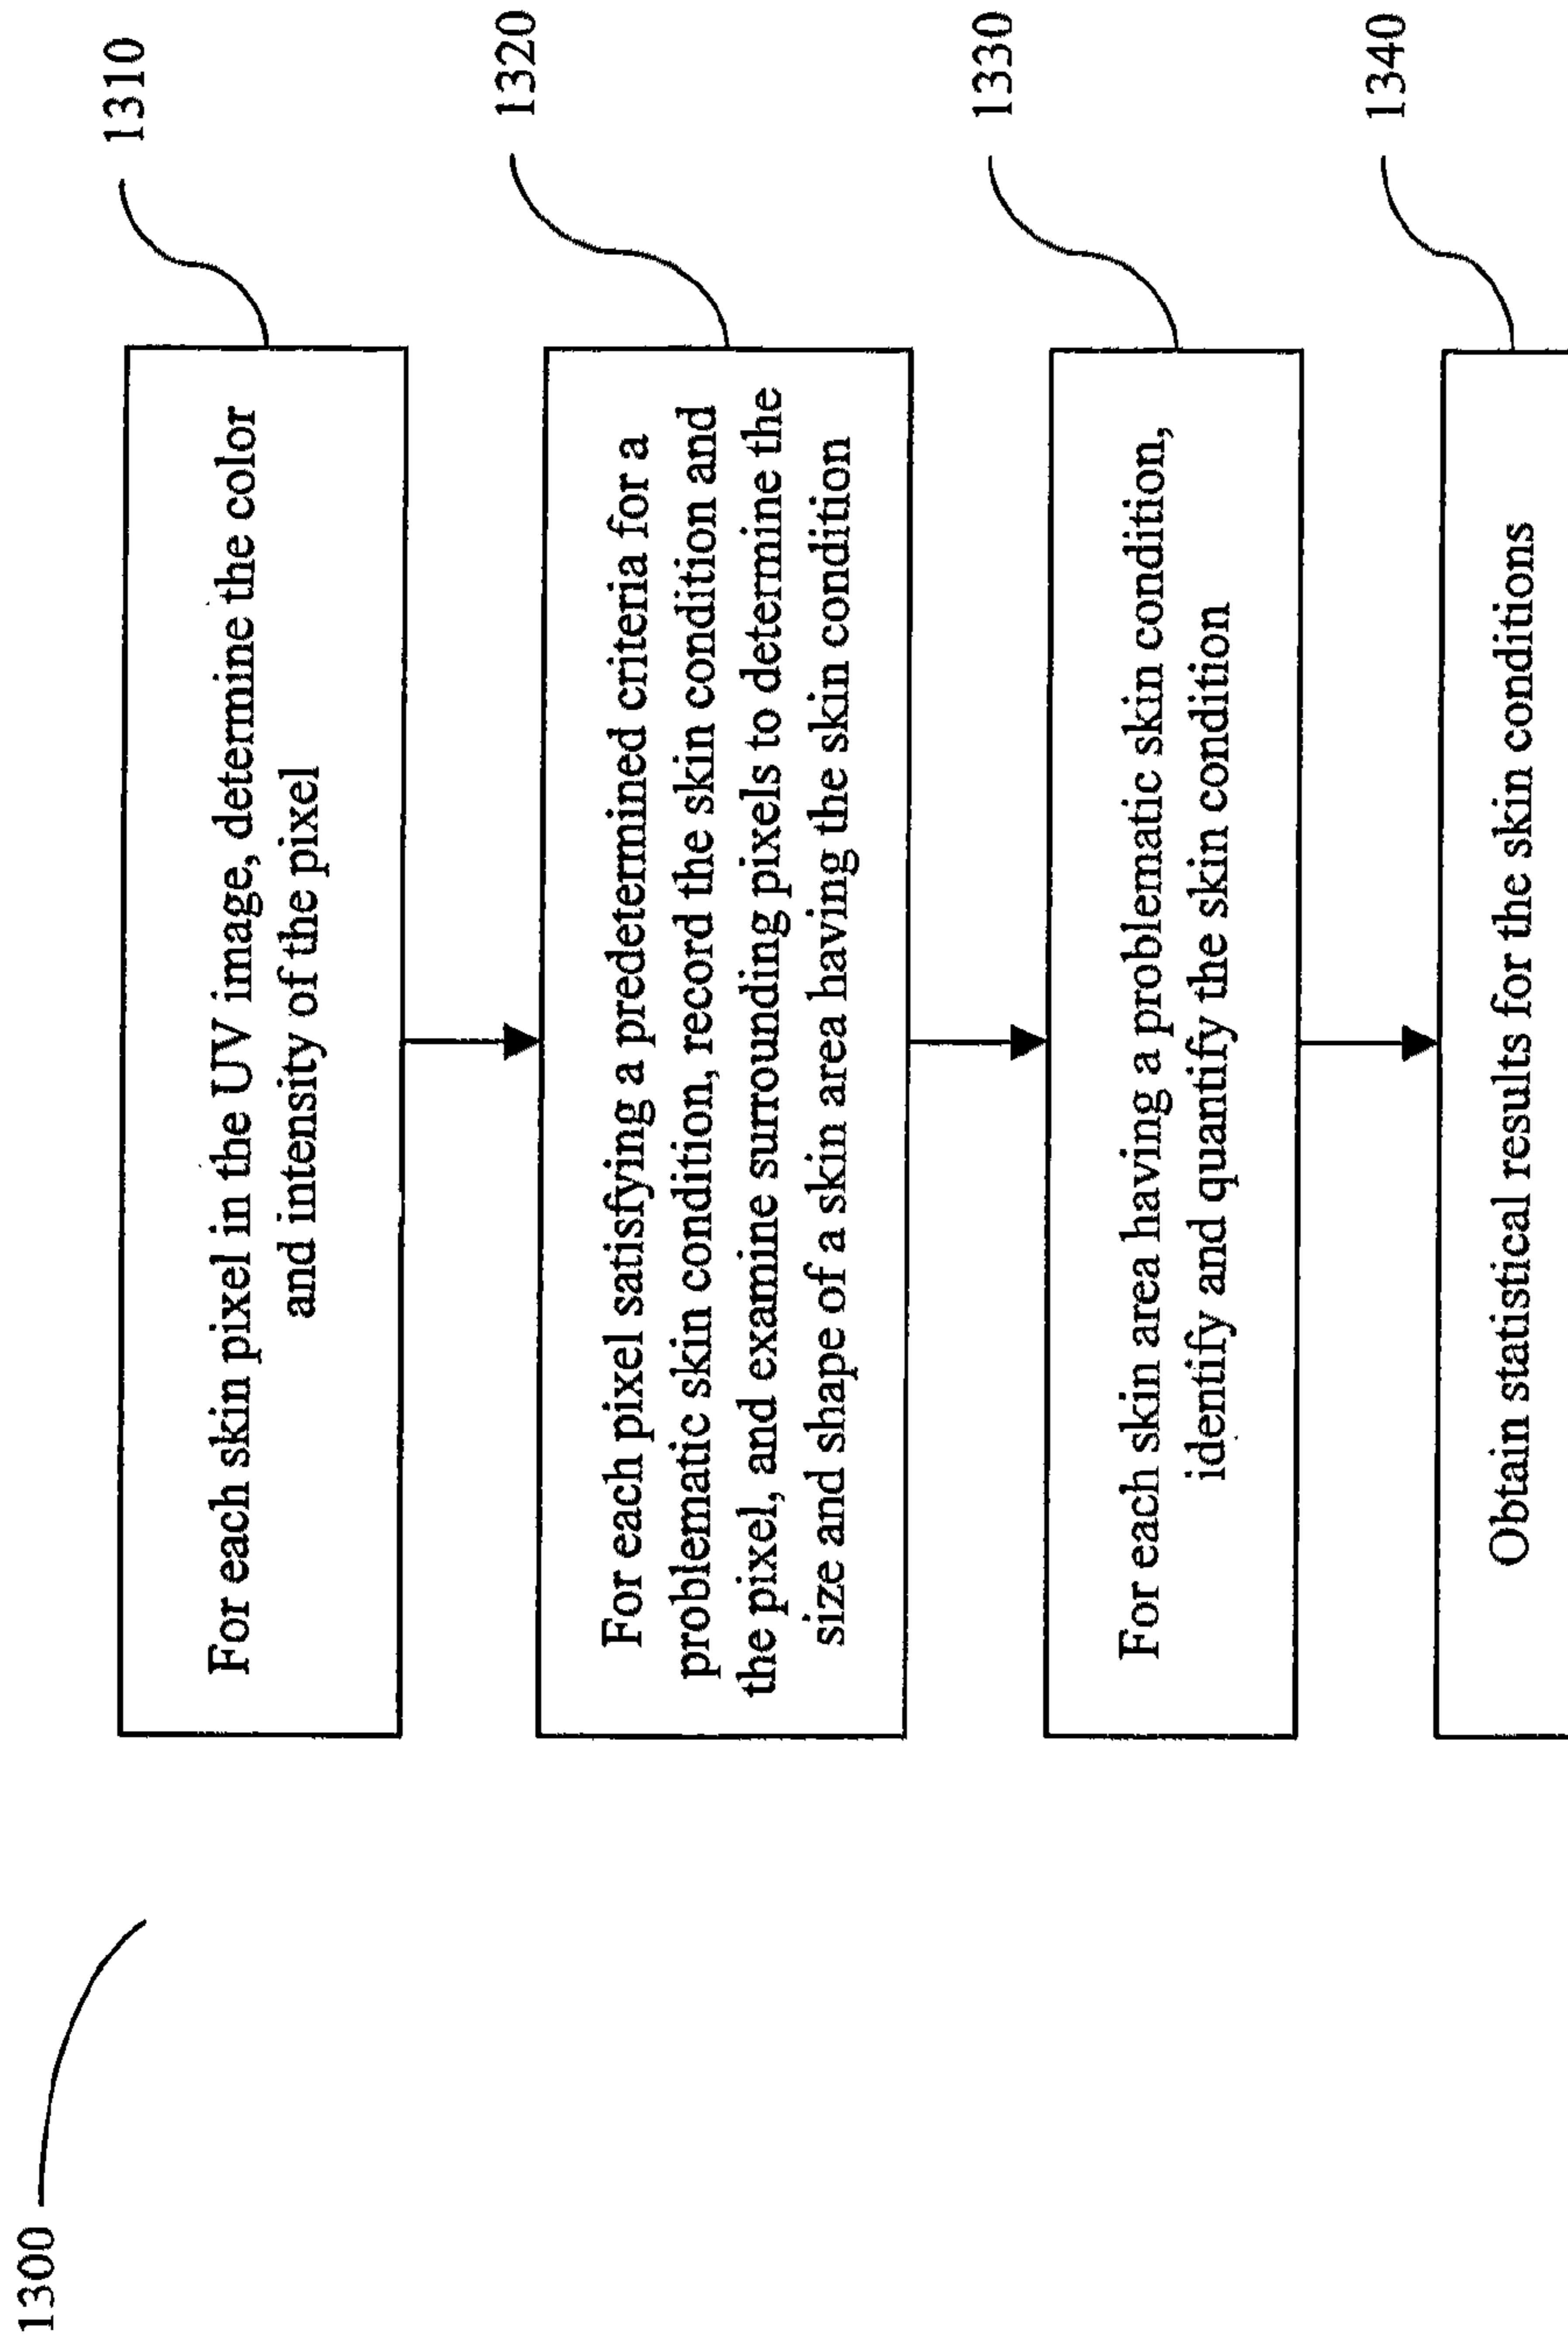 1300
1310
For each skin pixel in the UV image, determine the color
and intensity of the pixel
1320
For each pixel satisfying a predetermined criteria for a
problematic skin condition, record the skin condition and
the pixel, and examine surrounding pixels to determine the
size and shape of a skin area having the skin condition
1330
For each skin area having a problematic skin condition,
identify and quantify the skin condition
1340
Obtain statistical results for the skin conditions